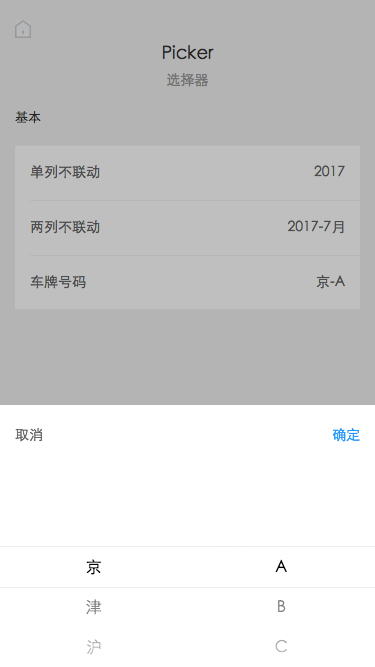 Picker
选择器
基本
单列不联动 2017
两列不联动 2017-7月
车牌号码 京-A
取消 确定
京 A
津 B
沪 C